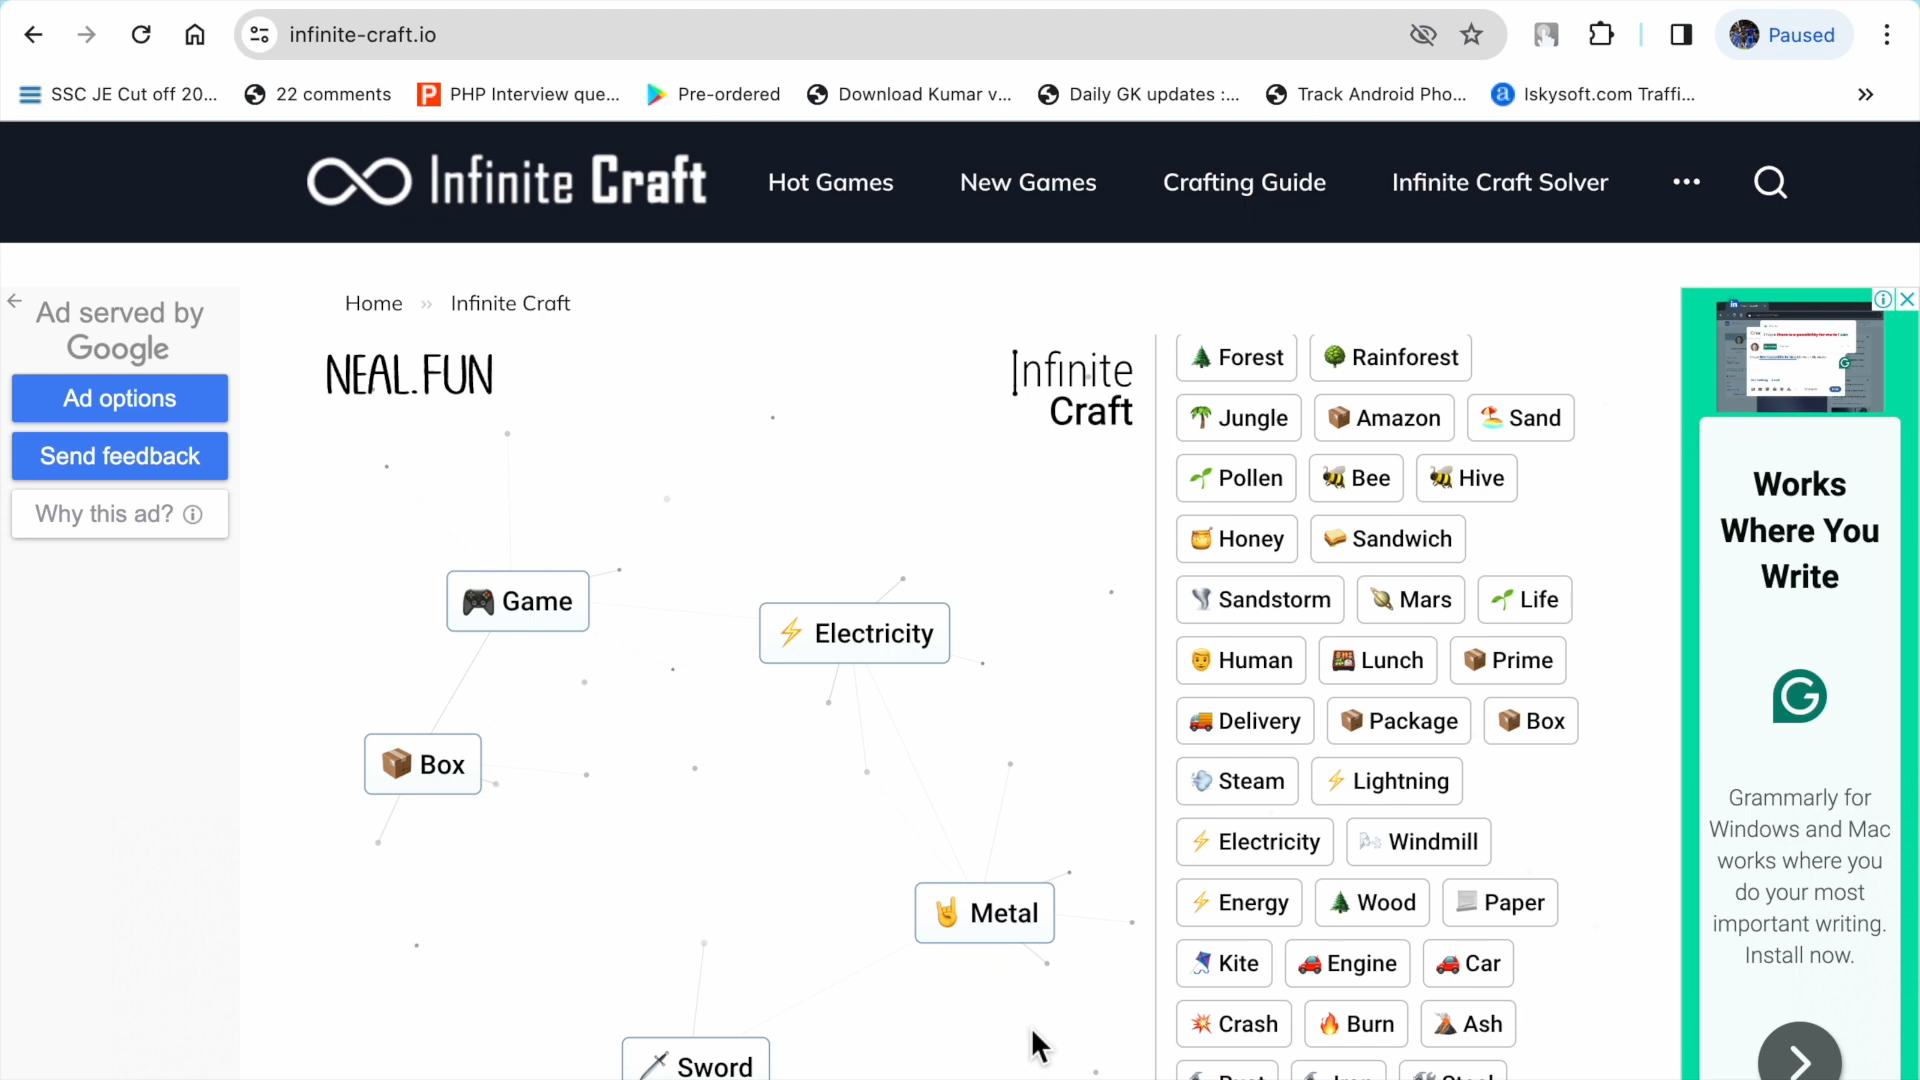 infinite-craft.io
Paused
SSC JE Cut off 20...
22 comments
PHP Interview que...
Pre-ordered
Download Kumar v...
Daily GK updates :...
Track Android Pho...
Iskysoft.com Traffi...
Infinite Craft
Hot Games
New Games
Crafting Guide
Infinite Craft Solver
Ad served by
Google
Ad options
Send feedback
Why this ad?
Home » Infinite Craft
NEAL.FUN
Infinite
Craft
Game
Electricity
Box
Metal
Sword
Forest
Rainforest
Jungle
Amazon
Sand
Pollen
Bee
Hive
Honey
Sandwich
Sandstorm
Mars
Life
Human
Lunch
Prime
Delivery
Package
Box
Steam
Lightning
Electricity
Windmill
Energy
Wood
Paper
Kite
Engine
Car
Crash
Burn
Ash
Works
Where You
Write
Grammarly for
Windows and Mac
works where you
do your most
important writing.
Install now.